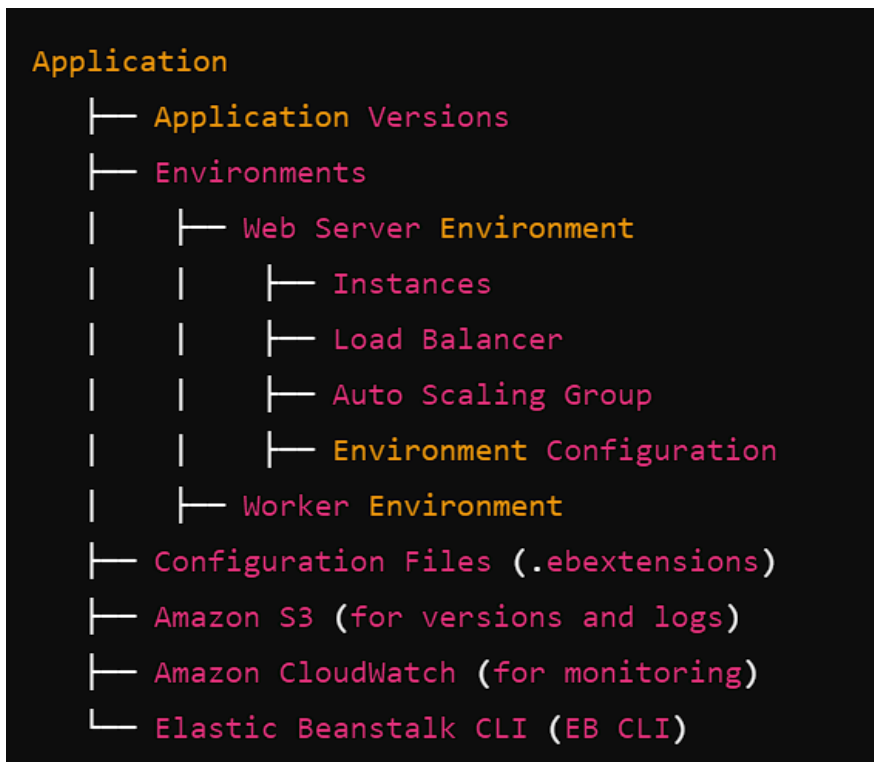 Application
├── Application Versions
├── Environments
│   ├── Web Server Environment
│   │   ├── Instances
│   │   ├── Load Balancer
│   │   ├── Auto Scaling Group
│   │   ├── Environment Configuration
│   ├── Worker Environment
├── Configuration Files (.ebextensions)
├── Amazon S3 (for versions and logs)
├── Amazon CloudWatch (for monitoring)
└── Elastic Beanstalk CLI (EB CLI)